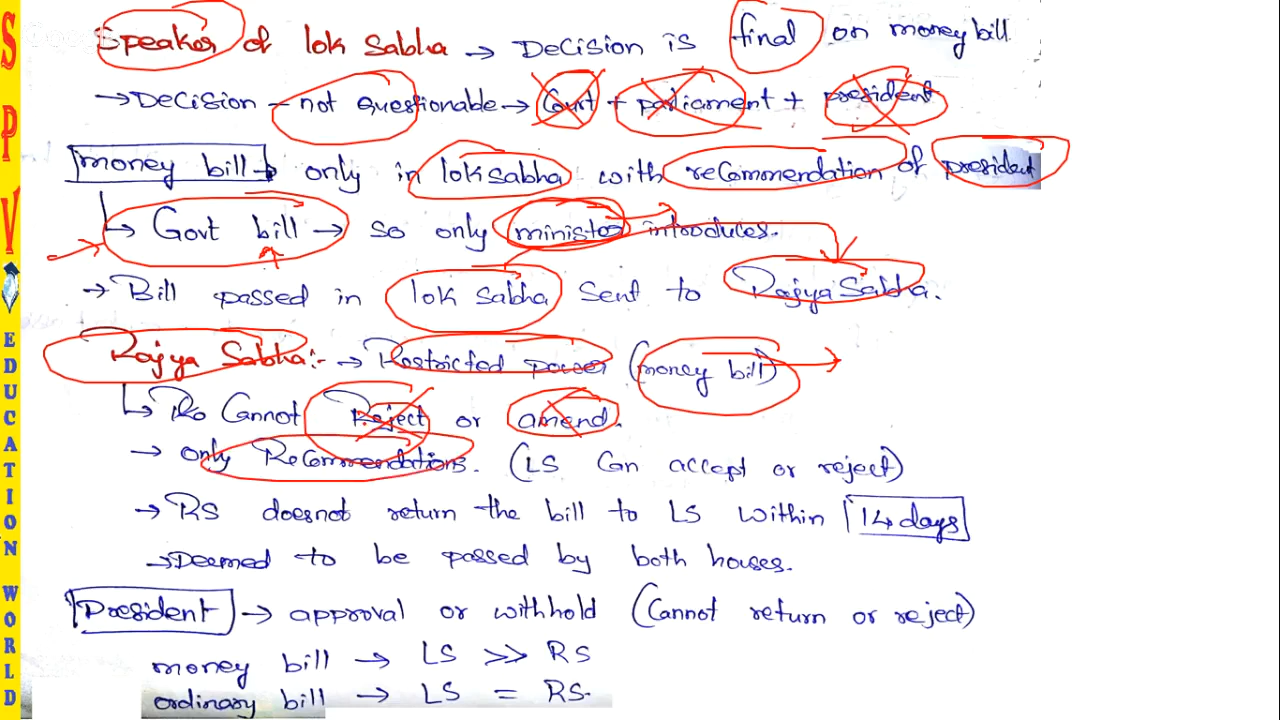 SPV EDUCATION WORLD
Speaker of lok Sabha → Decision is final on money bill.
→ Decision - not questionable → Court + parliament + president
money bill → only in lok sabha with recommendation of president
↳ Govt bill → so only minister introduces.
→ Bill passed in lok sabha sent to Rajya Sabha.
Rajya Sabha:- → Restricted power (money bill)
↳ Cannot Reject or amend.
→ only Recommendations. (LS Can accept or reject)
→ RS doesnot return the bill to LS within 14 days
→ Deemed to be passed by both houses.
President → approval or withhold (Cannot return or reject)
money bill → LS >> RS
ordinary bill → LS = RS.